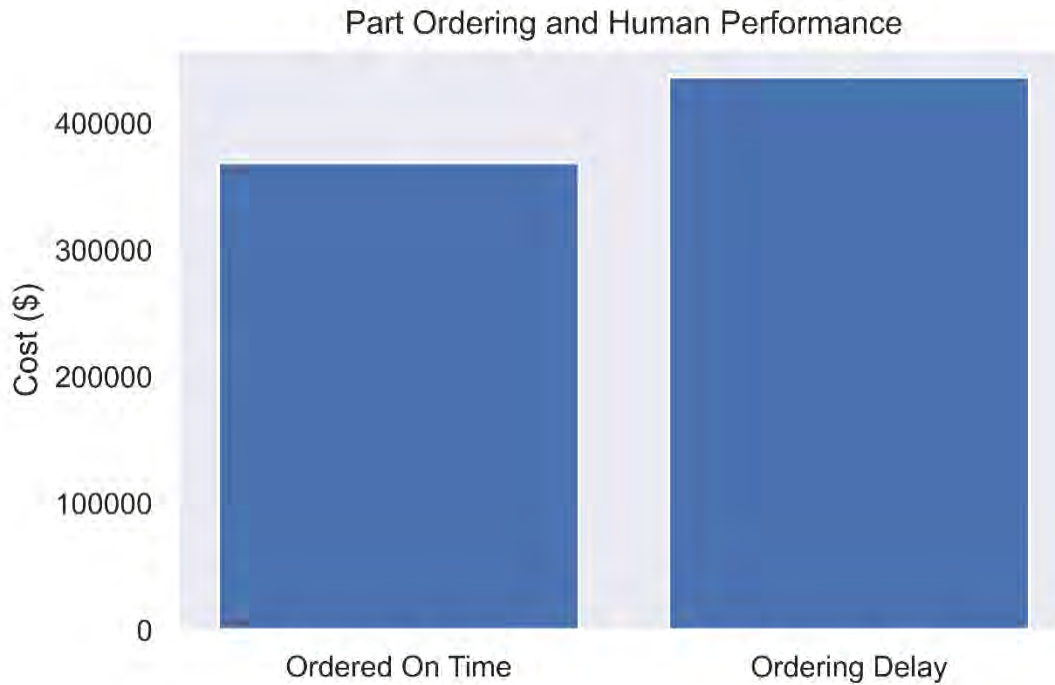 Part Ordering and Human Performance
Cost ($)
400000
300000
200000
100000
0
Ordered On Time
Ordering Delay